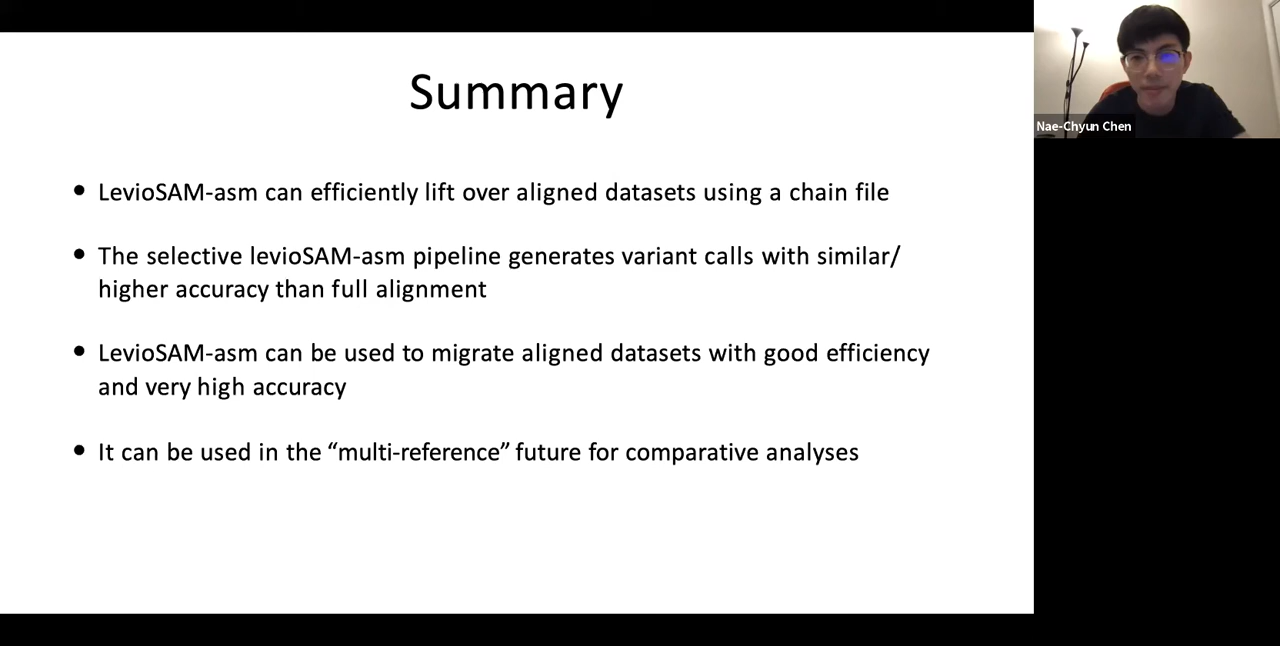 Summary
• LevioSAM-asm can efficiently lift over aligned datasets using a chain file
• The selective levioSAM-asm pipeline generates variant calls with similar/
higher accuracy than full alignment
• LevioSAM-asm can be used to migrate aligned datasets with good efficiency
and very high accuracy
• It can be used in the “multi-reference” future for comparative analyses
Nae-Chyun Chen